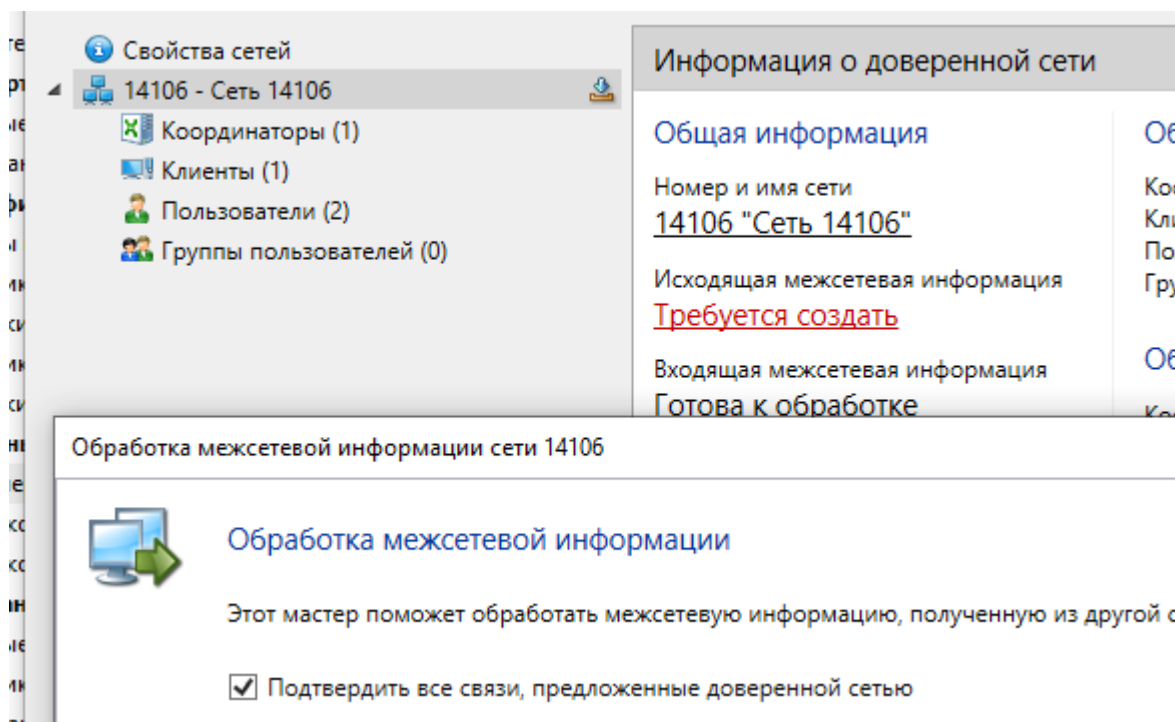 Свойства сетей
14106 - Сеть 14106
Координаторы (1)
Клиенты (1)
Пользователи (2)
Группы пользователей (0)
Информация о доверенной сети
Общая информация
Номер и имя сети
14106 "Сеть 14106"
Исходящая межсетевая информация
Требуется создать
Входящая межсетевая информация
Готова к обработке
Обработка межсетевой информации сети 14106
Обработка межсетевой информации
Этот мастер поможет обработать межсетевую информацию, полученную из другой
Подтвердить все связи, предложенные доверенной сетью